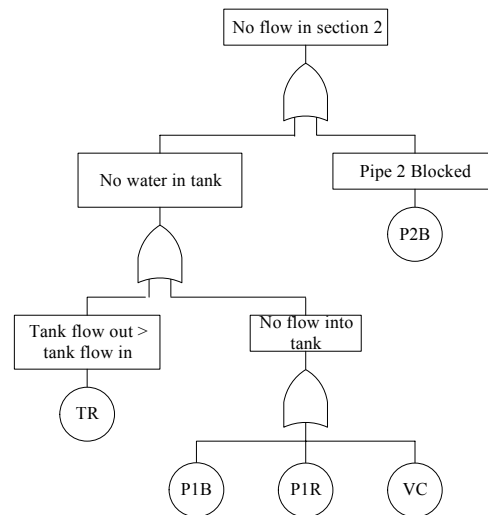 No flow in section 2
No water in tank
Pipe 2 Blocked
P2B
Tank flow out >
tank flow in
No flow into
tank
TR
P1B
P1R
VC